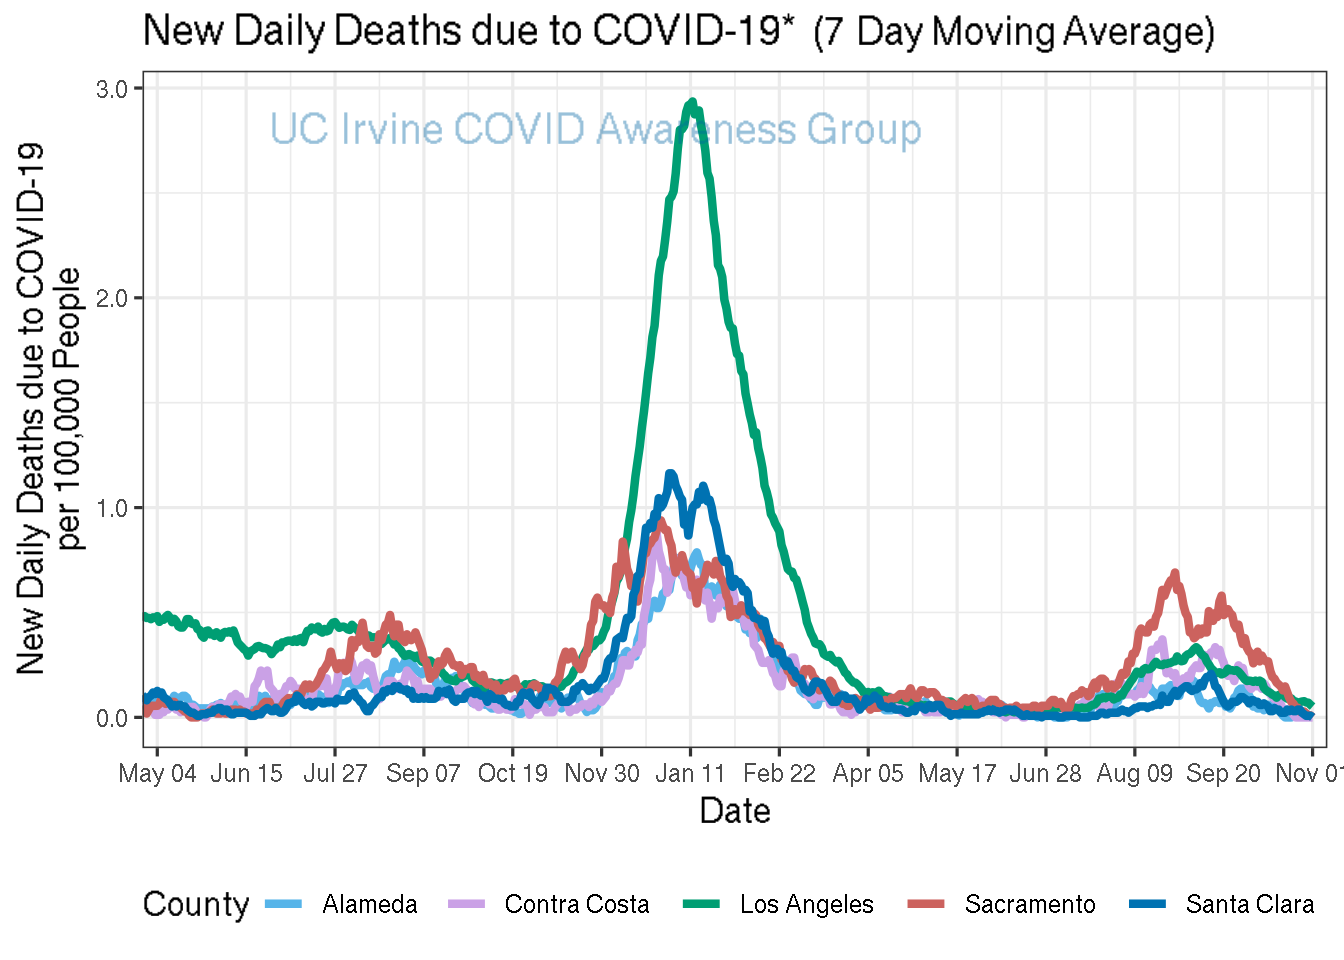 New Daily Deaths due to COVID-19* (7 Day Moving Average)
UC Irvine COVID Awareness Group
New Daily Deaths due to COVID-19
per 100,000 People
3.0
2.0
1.0
0.0
May 04 Jun 15 Jul 27 Sep 07 Oct 19 Nov 30 Jan 11 Feb 22 Apr 05 May 17 Jun 28 Aug 09 Sep 20 Nov 01
Date
County Alameda Contra Costa Los Angeles Sacramento Santa Clara